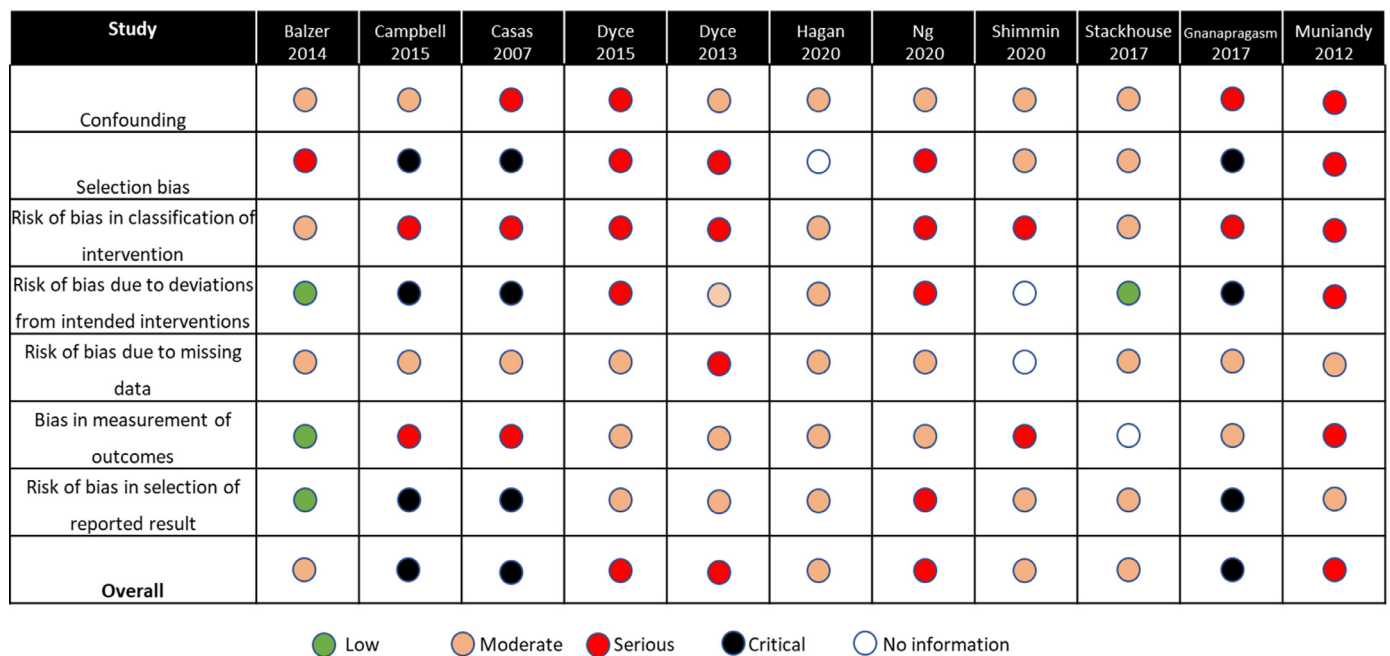 Study
Balzer
2014
Campbell
2015
Casas
2007
Dyce
2015
Dyce
2013
Hagan
2020
Ng
2020
Shimmin
2020
Stackhouse
2017
Gnanapragasm
2017
Muniandy
2012
Confounding
Selection bias
Risk of bias in classification of
intervention
Risk of bias due to deviations
from intended interventions
Risk of bias due to missing
data
Bias in measurement of
outcomes
Risk of bias in selection of
reported result
Overall
Low
Moderate
Serious
Critical
No information